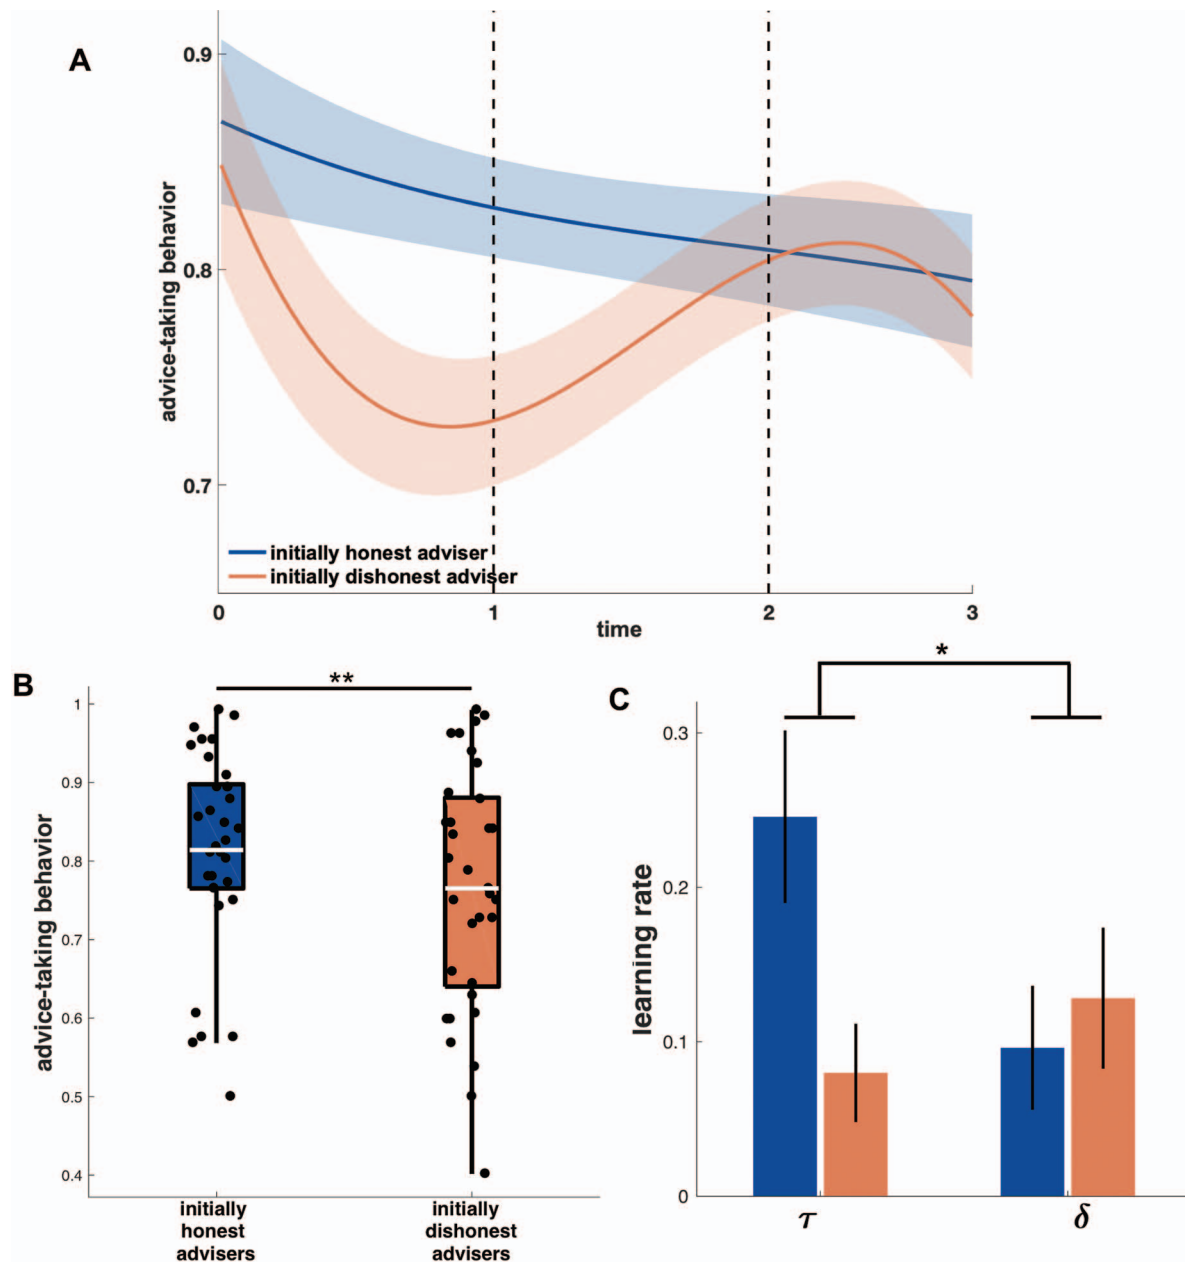 A
0.9
0.8
0.7
advice-taking behavior
initially honest adviser
initially dishonest adviser
0
1
2
3
time
B
**
1
0.9
0.8
0.7
0.6
0.5
0.4
advice-taking behavior
initially
honest
advisers
initially
dishonest
advisers
C
*
0.3
0.2
0.1
0
learning rate
τ
δ